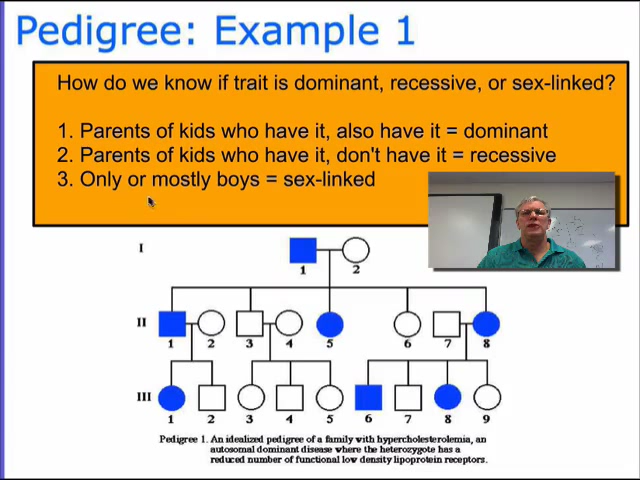 Pedigree: Example 1
How do we know if trait is dominant, recessive, or sex-linked?
1. Parents of kids who have it, also have it = dominant
2. Parents of kids who have it, don't have it = recessive
3. Only or mostly boys = sex-linked
I
1 2
II
1 2 3 4 5 6 7 8
III
1 2 3 4 5 6 7 8 9
Pedigree 1. An idealized pedigree of a family with hypercholesterolemia, an
autosomal dominant disease where the heterozygote has a
reduced number of functional low density lipoprotein receptors.